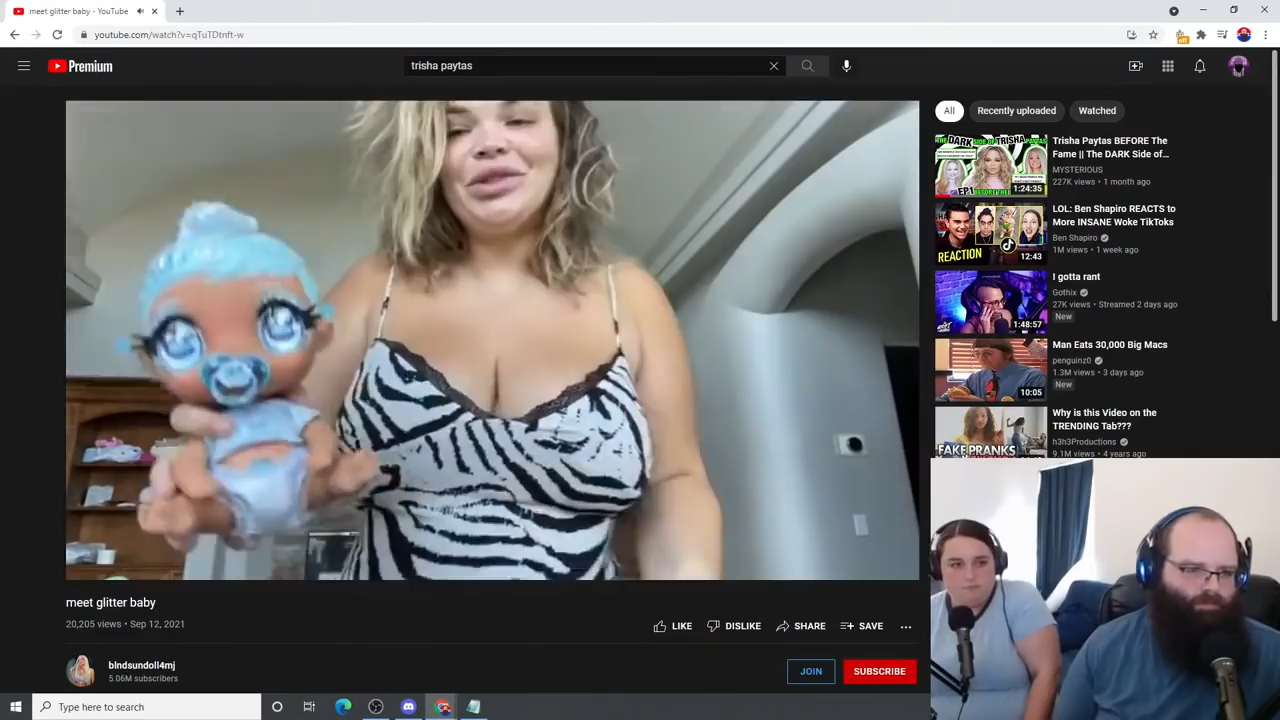 meet glitter baby - YouTube
youtube.com/watch?v=qTuTDtnft-w
Premium
trisha paytas
All
Recently uploaded
Watched
THE DARK SIDE OF TRISHA PAYTAS
1:24:35
Trisha Paytas BEFORE The
Fame || The DARK Side of...
MYSTERIOUS
227K views • 1 month ago
REACTION
12:43
LOL: Ben Shapiro REACTS to
More INSANE Woke TikToks
Ben Shapiro
1M views • 1 week ago
1:48:57
I gotta rant
Gothix
27K views • Streamed 2 days ago
New
10:05
Man Eats 30,000 Big Macs
penguinz0
1.3M views • 3 days ago
New
FAKE PRANKS
Why is this Video on the
TRENDING Tab???
h3h3Productions
9.1M views • 4 years ago
meet glitter baby
20,205 views • Sep 12, 2021
LIKE
DISLIKE
SHARE
SAVE
blndsundoll4mj
5.06M subscribers
JOIN
SUBSCRIBE
Type here to search